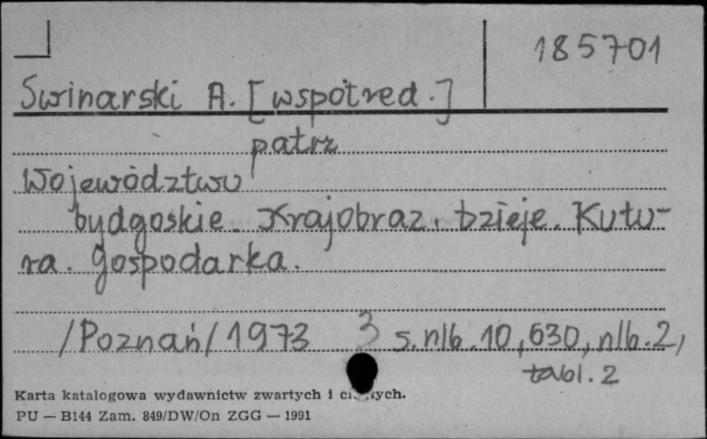 185701
Swinarski A. [współred.]
patrz
Województwo
bydgoskie. Krajobraz. Dzieje. Kutu-
ra. Gospodarka.
/Poznań/ 1973 s. nlb. 10, 630, nlb. 2,
tabl. 2
Karta katalogowa wydawnictw zwartych i
PU — B144 Zam. 849/DW/On ZGG — 1991